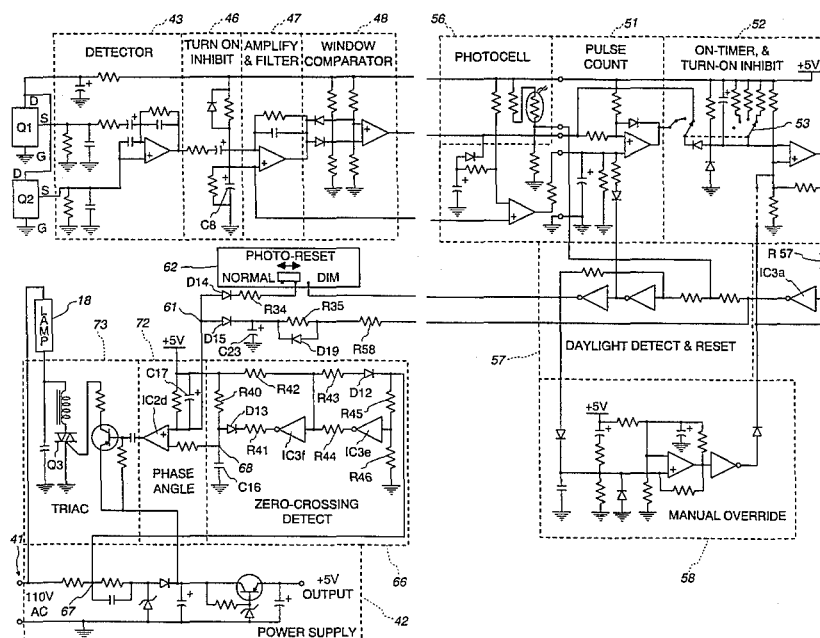 43
46
47
48
56
51
52
DETECTOR
TURN ON
INHIBIT
AMPLIFY
& FILTER
WINDOW
COMPARATOR
PHOTOCELL
PULSE
COUNT
ON-TIMER, &
TURN-ON INHIBIT
+5V
D
S
Q1
G
D
S
Q2
G
+
+
+
+
C8
+
+
+
+
+
+
+
53
+
62
PHOTO-RESET
NORMAL
DIM
D14
R34
61
D15
C23
+
R35
D19
R58
R 57
IC3a
57
DAYLIGHT DETECT & RESET
LAMP
18
73
72
+5V
C17
+
IC2d
+
R40
R42
R43
D12
D13
R45
R41
IC3f
R44
IC3e
R46
68
C16
Q3
TRIAC
PHASE
ANGLE
ZERO-CROSSING
DETECT
66
+5V
+
+
+
MANUAL OVERRIDE
58
41
110V
AC
67
+
+
+5V
OUTPUT
POWER SUPPLY
42